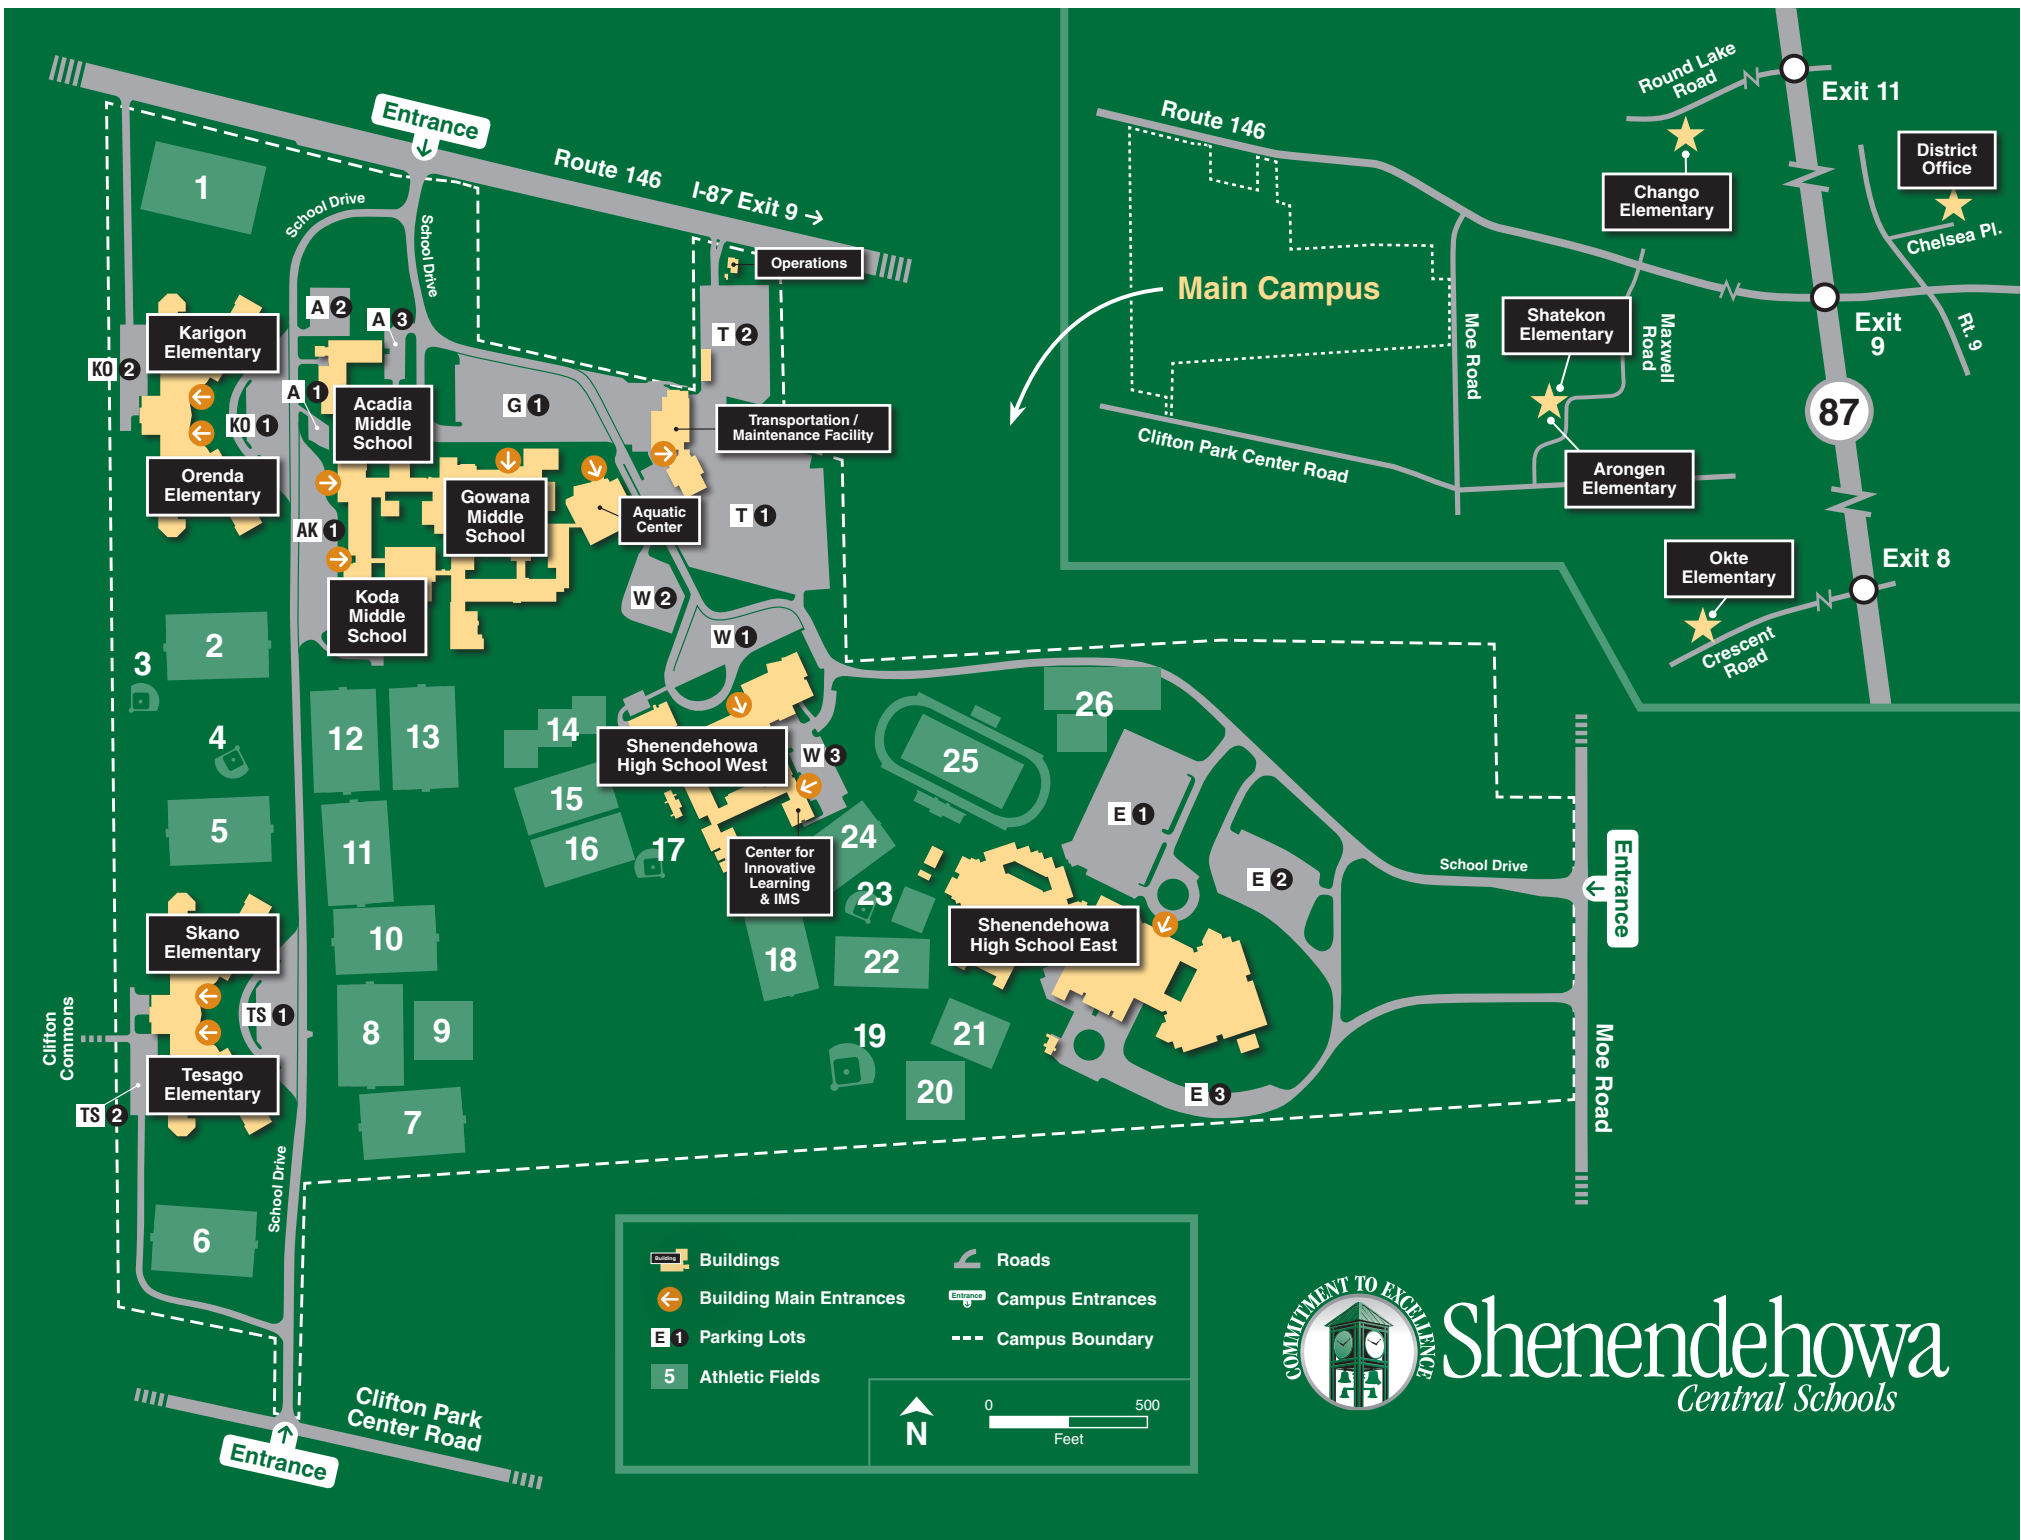 Entrance
Route 146
I-87 Exit 9
School Drive
School Drive
1
Operations
Karigon
Elementary
A 2
A 3
T 2
KO 2
A 1
KO 1
G 1
Acadia
Middle
School
Transportation /
Maintenance Facility
Orenda
Elementary
Gowana
Middle
School
Aquatic
Center
T 1
AK 1
Koda
Middle
School
W 2
W 1
2
3
4
5
12
13
14
11
15
16
17
Shenendehowa
High School West
W 3
Center for
Innovative
Learning
& IMS
24
25
26
23
E 1
E 2
School Drive
Entrance
Skano
Elementary
10
18
22
Shenendehowa
High School East
Clifton
Commons
TS 1
8
9
19
21
20
Tesago
Elementary
TS 2
7
E 3
Moe Road
School Drive
6
Clifton Park
Center Road
Entrance
Round Lake
Road
Exit 11
District
Office
Chango
Elementary
Chelsea Pl.
Route 146
Main Campus
Shatekon
Elementary
Maxwell
Road
Exit
9
Rt. 9
Moe Road
87
Clifton Park Center Road
Arongen
Elementary
Okte
Elementary
Exit 8
Crescent
Road
Building
Buildings
Building Main Entrances
E 1
Parking Lots
5
Athletic Fields
Roads
Entrance
Campus Entrances
Campus Boundary
N
0
500
Feet
COMMITMENT TO EXCELLENCE
Shenendehowa
Central Schools